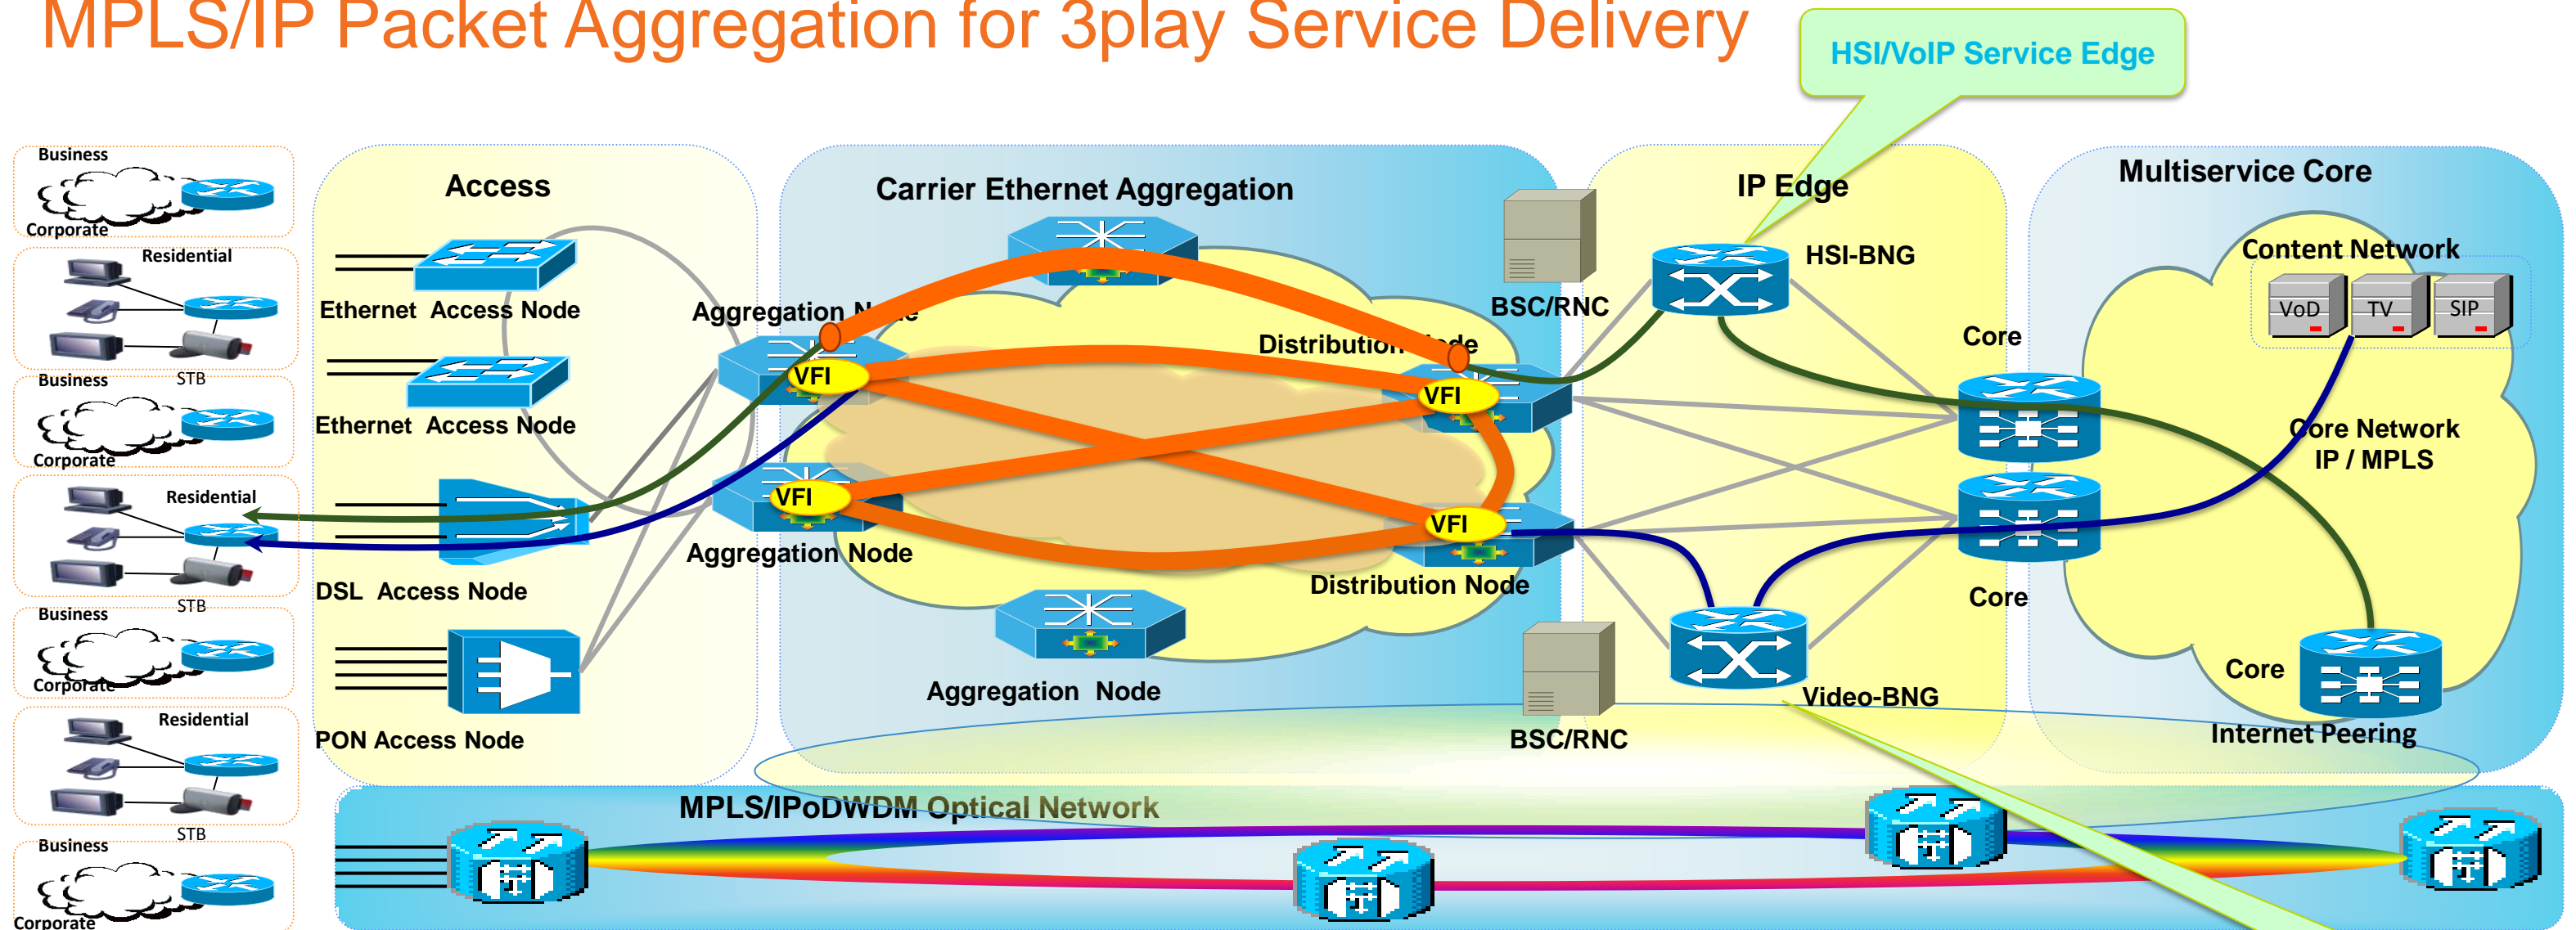 MPLS/IP Packet Aggregation for 3play Service Delivery
HSI/VoIP Service Edge
Business
Corporate
Residential
STB
Business
Corporate
Residential
STB
Business
Corporate
Residential
STB
Business
Corporate
Access
Ethernet Access Node
Ethernet Access Node
DSL Access Node
PON Access Node
Carrier Ethernet Aggregation
Aggregation Node
VFI
VFI
Aggregation Node
Aggregation Node
Distribution Node
VFI
VFI
Distribution Node
BSC/RNC
BSC/RNC
IP Edge
HSI-BNG
Video-BNG
Core
Core
Multiservice Core
Content Network
VoD
TV
SIP
Core Network
IP / MPLS
Core
Internet Peering
MPLS/IPoDWDM Optical Network